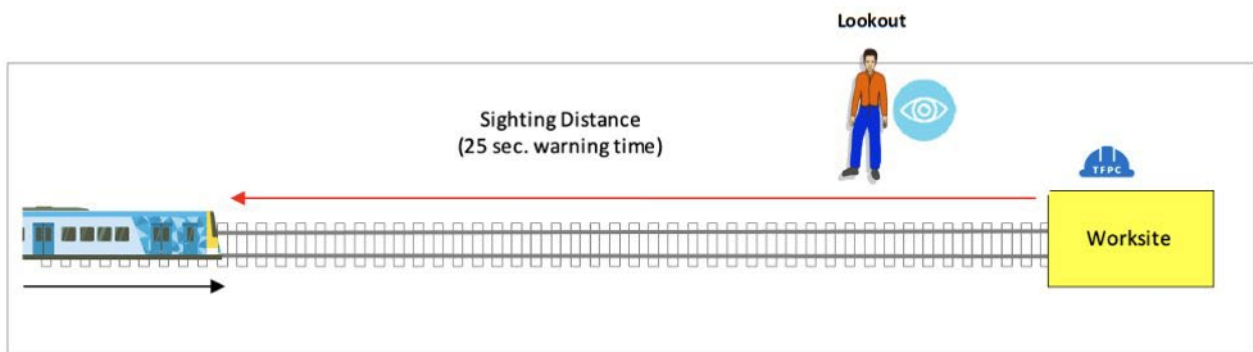 Lookout
Sighting Distance
(25 sec. warning time)
TFPC
Worksite